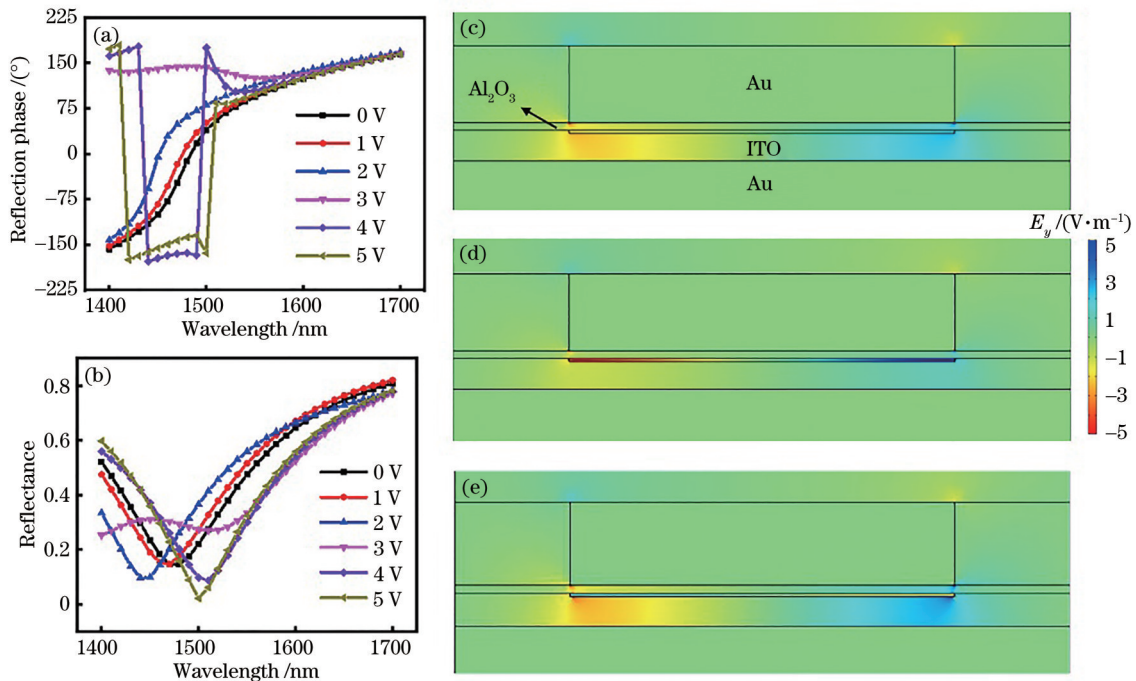 (a)
225
150
75
0
−75
−150
−225
Reflection phase /(°)
1400
1500
1600
1700
Wavelength /nm
0 V
1 V
2 V
3 V
4 V
5 V
(b)
0.8
0.6
0.4
0.2
0
Reflectance
1400
1500
1600
1700
Wavelength /nm
0 V
1 V
2 V
3 V
4 V
5 V
(c)
Au
Al₂O₃
ITO
Au
(d)
(e)
E_y /(V·m⁻¹)
5
3
1
−1
−3
−5